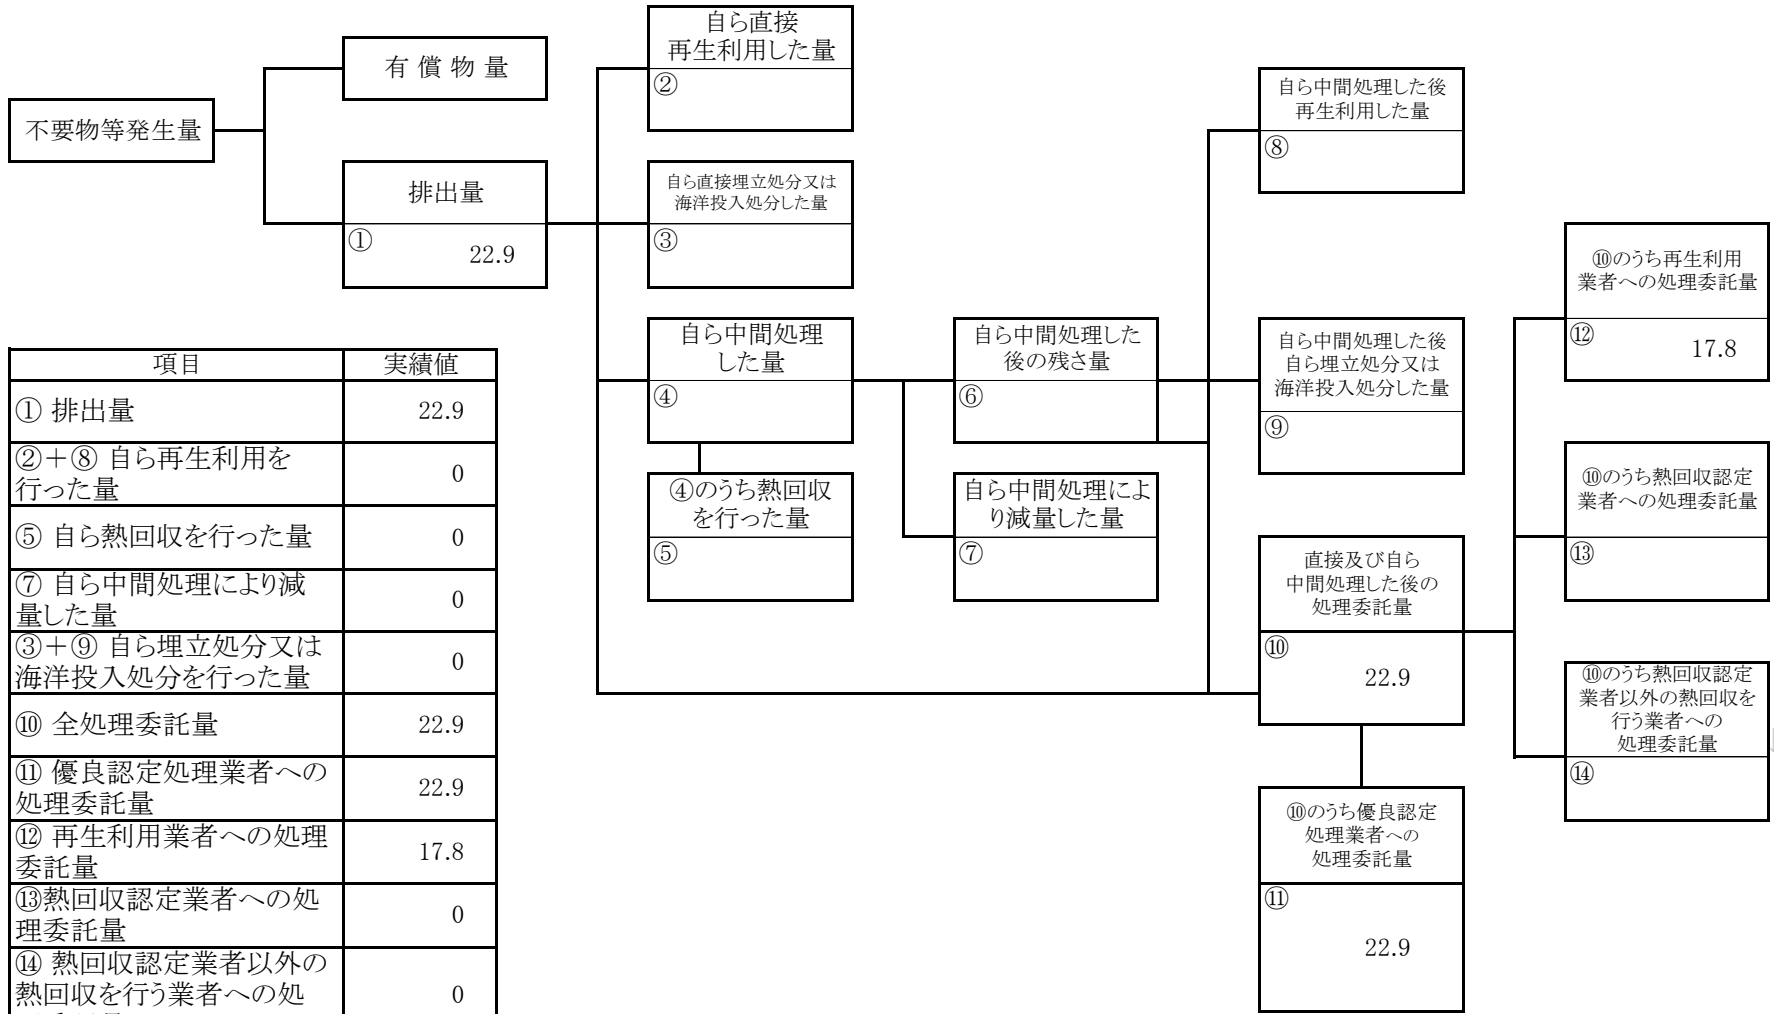 自ら直接
再生利用した量
②
有 償 物 量
不要物等発生量
排出量
①
22.9
自ら直接埋立処分又は
海洋投入処分した量
③
自ら中間処理した後
再生利用した量
⑧
自ら中間処理
した量
④
④のうち熱回収
を行った量
⑤
自ら中間処理した
後の残さ量
⑥
自ら中間処理によ
り減量した量
⑦
自ら中間処理した後
自ら埋立処分又は
海洋投入処分した量
⑨
直接及び自ら
中間処理した後の
処理委託量
⑩
22.9
⑩のうち優良認定
処理業者への
処理委託量
⑪
22.9
⑩のうち再生利用
業者への処理委託量
⑫
17.8
⑩のうち熱回収認定
業者への処理委託量
⑬
⑩のうち熱回収認定
業者以外の熱回収を
行う業者への
処理委託量
⑭
項目 実績値
① 排出量 22.9
②＋⑧ 自ら再生利用を
行った量 0
⑤ 自ら熱回収を行った量 0
⑦ 自ら中間処理により減
量した量 0
③＋⑨ 自ら埋立処分又は
海洋投入処分を行った量 0
⑩ 全処理委託量 22.9
⑪ 優良認定処理業者への
処理委託量 22.9
⑫ 再生利用業者への処理
委託量 17.8
⑬熱回収認定業者への処
理委託量 0
⑭ 熱回収認定業者以外の
熱回収を行う業者への処 0